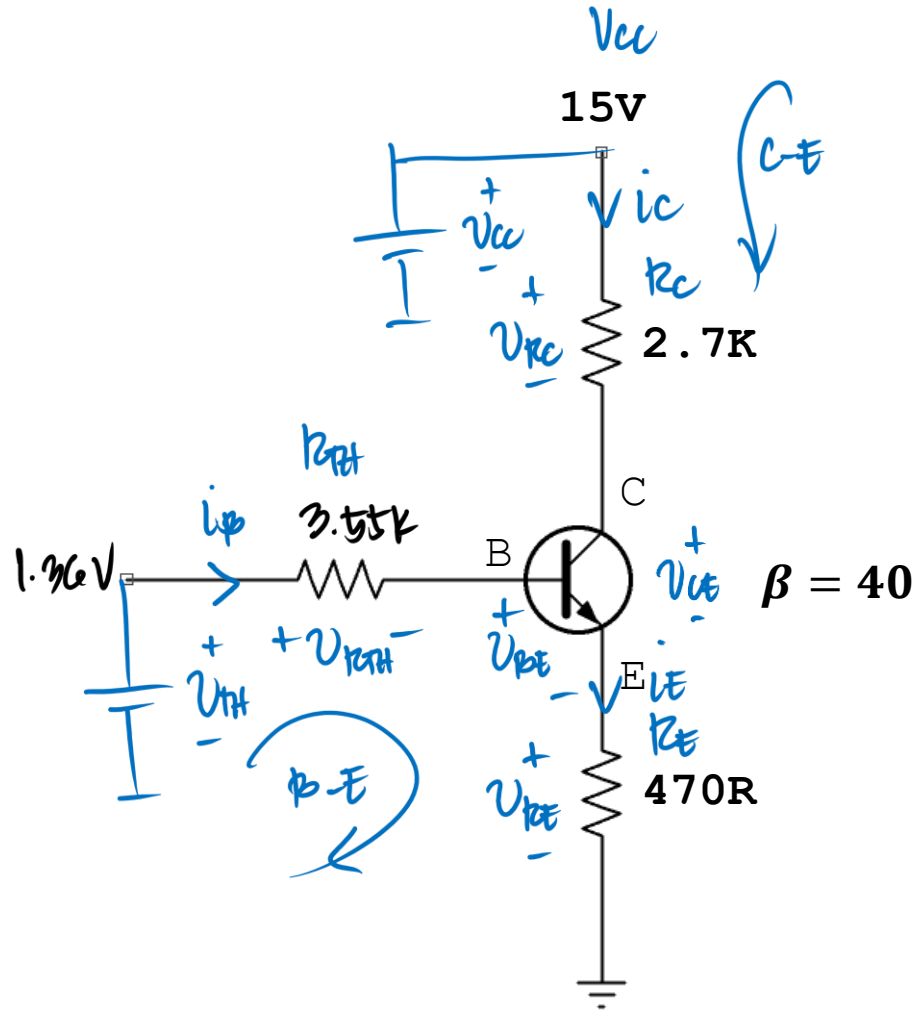 Vcc
15V
C-E
+
Vcc
-
ic
Rc
+
VRC
-
2.7K
RTH
3.55K
iB
1.36V
B
C
+
VCE
-
β = 40
+
VTH
-
+ VRTH -
+
VBE
-
E
iE
RE
B-E
+
VRE
-
470R